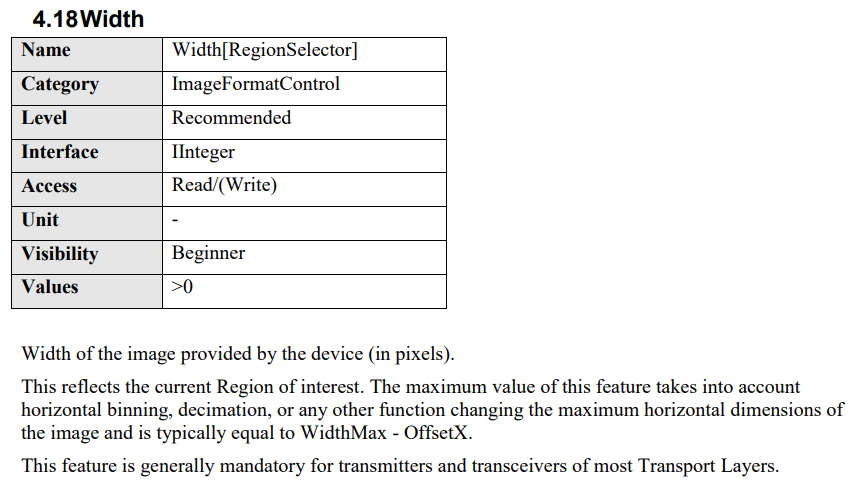 4.18Width
Name Width[RegionSelector]
Category ImageFormatControl
Level Recommended
Interface IInteger
Access Read/(Write)
Unit -
Visibility Beginner
Values >0
Width of the image provided by the device (in pixels).
This reflects the current Region of interest. The maximum value of this feature takes into account
horizontal binning, decimation, or any other function changing the maximum horizontal dimensions of
the image and is typically equal to WidthMax - OffsetX.
This feature is generally mandatory for transmitters and transceivers of most Transport Layers.